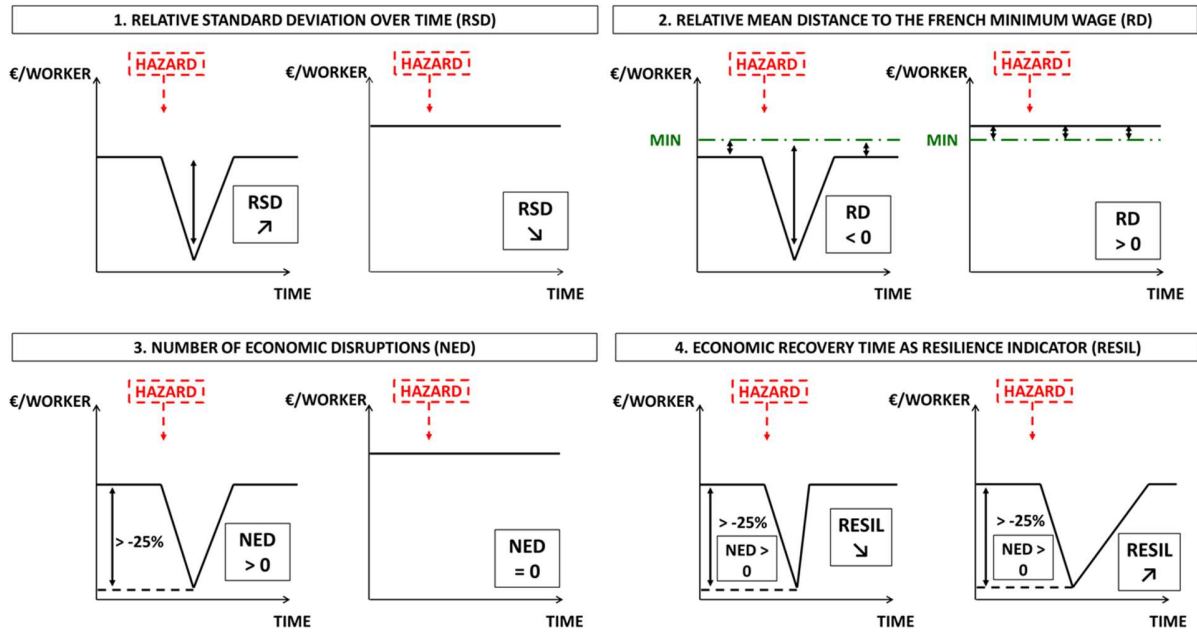 1. RELATIVE STANDARD DEVIATION OVER TIME (RSD)
HAZARD
€/WORKER
RSD
↗
TIME
HAZARD
€/WORKER
RSD
↘
TIME
2. RELATIVE MEAN DISTANCE TO THE FRENCH MINIMUM WAGE (RD)
HAZARD
€/WORKER
MIN
RD
< 0
TIME
HAZARD
€/WORKER
MIN
RD
> 0
TIME
3. NUMBER OF ECONOMIC DISRUPTIONS (NED)
HAZARD
€/WORKER
> -25%
NED
> 0
TIME
HAZARD
€/WORKER
NED
= 0
TIME
4. ECONOMIC RECOVERY TIME AS RESILIENCE INDICATOR (RESIL)
HAZARD
€/WORKER
> -25%
NED >
0
RESIL
↘
TIME
HAZARD
€/WORKER
> -25%
NED >
0
RESIL
↗
TIME